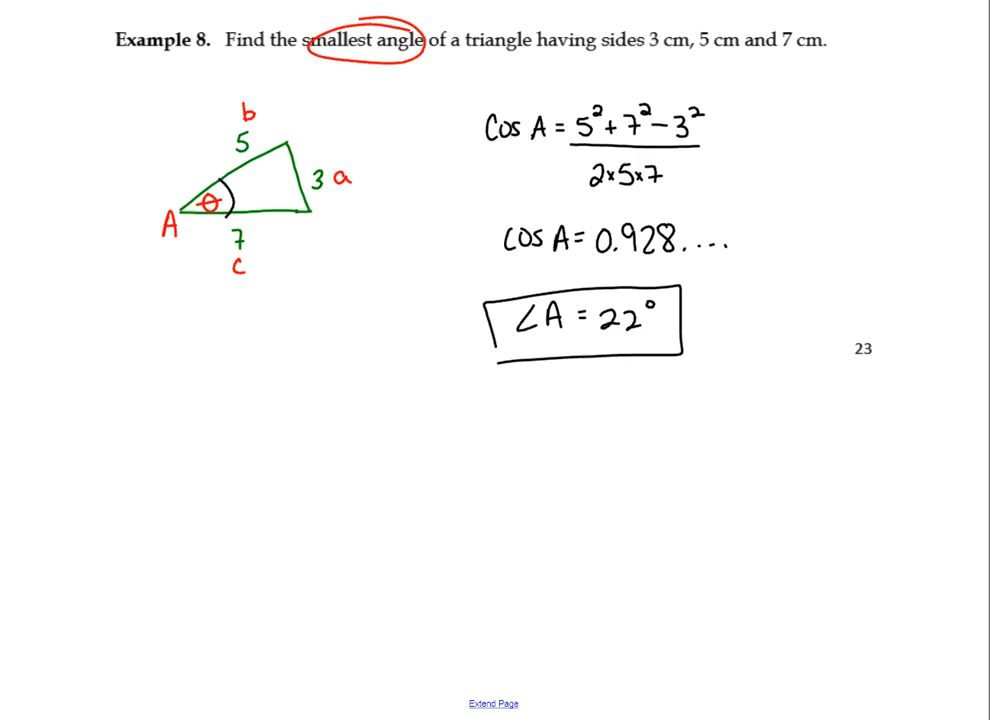 Example 8. Find the smallest angle of a triangle having sides 3 cm, 5 cm and 7 cm.
b
5
3 a
θ
A
7
c
Cos A = 5² + 7² - 3²
2×5×7
cos A = 0.928....
∠A = 22°
23
Extend Page